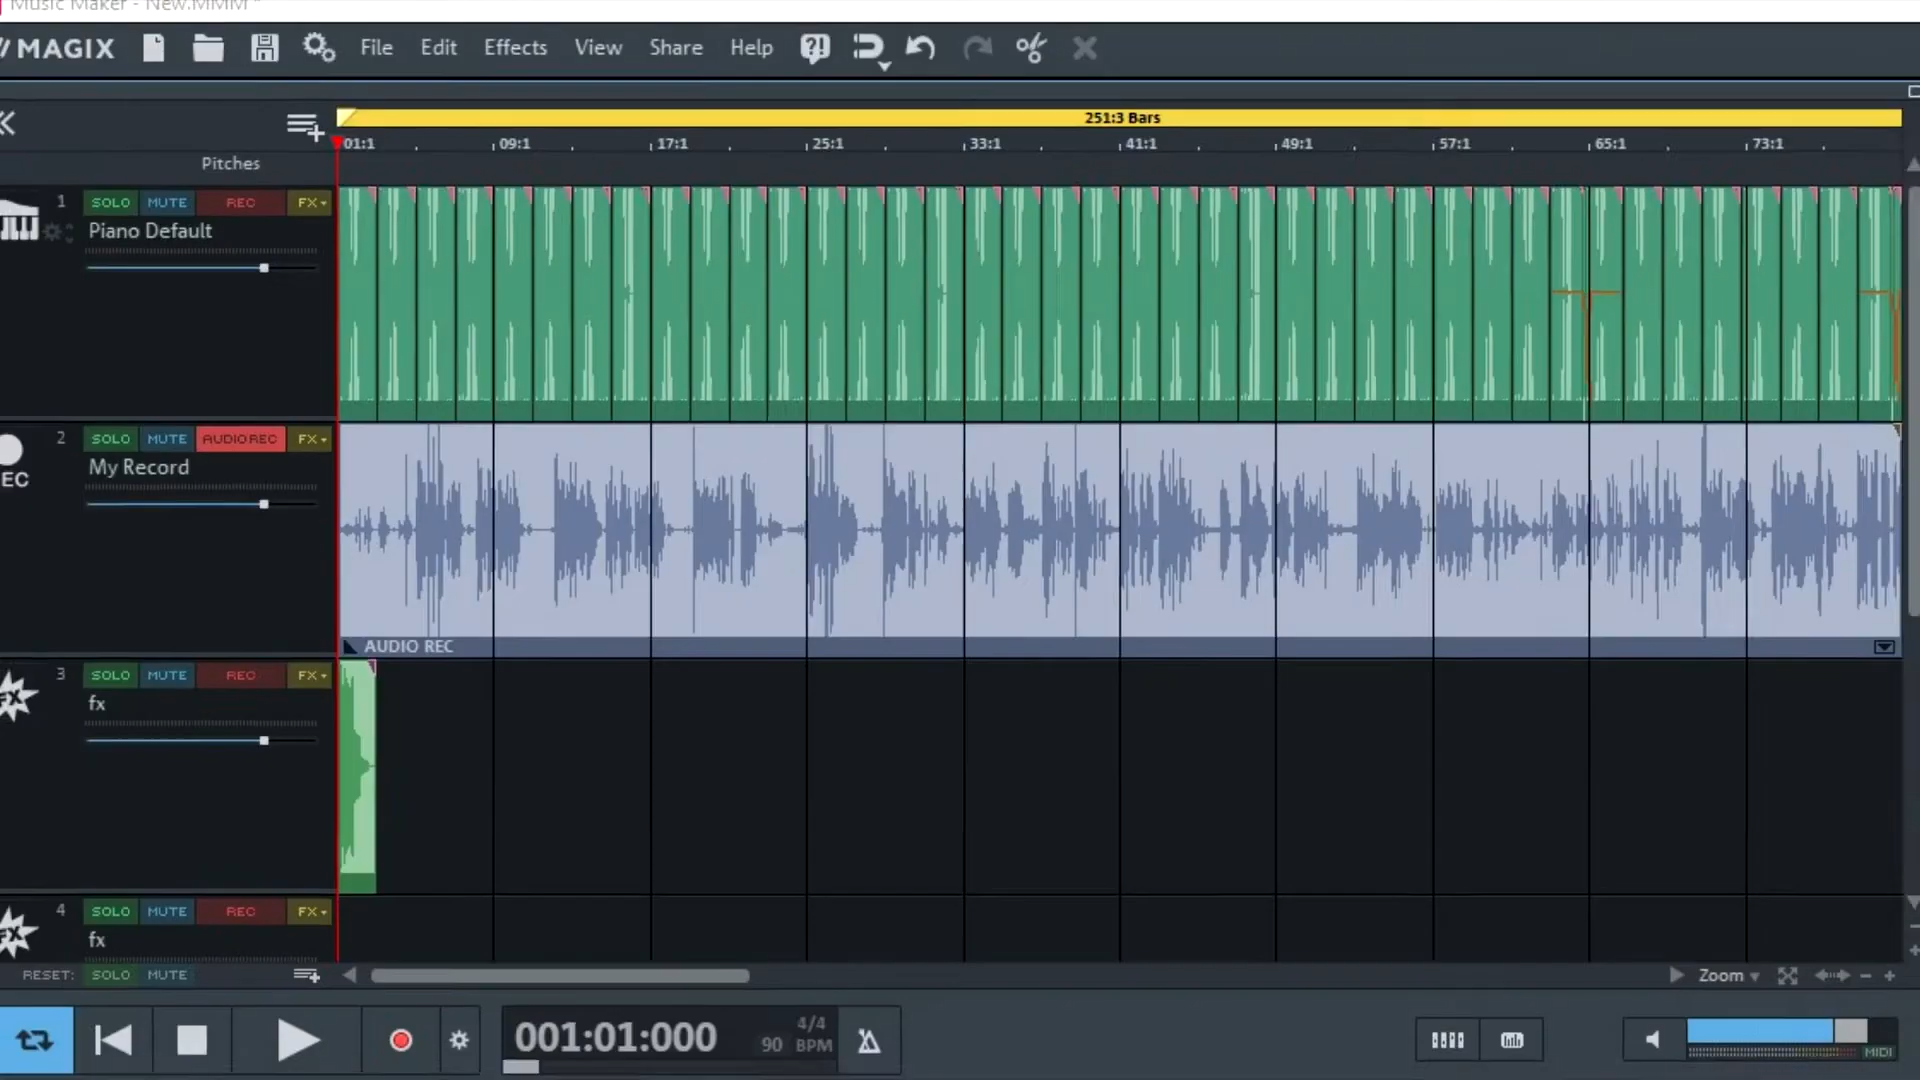 Music Maker - New.MMM *
MAGIX File Edit Effects View Share Help
251:3 Bars
01:1 09:1 17:1 25:1 33:1 41:1 49:1 57:1 65:1 73:1
Pitches
1 SOLO MUTE REC FX
Piano Default
2 SOLO MUTE AUDIO REC FX
My Record
EC
AUDIO REC
3 SOLO MUTE REC FX
fx
FX
4 SOLO MUTE REC FX
fx
FX
RESET: SOLO MUTE
Zoom
001:01:000 4/4
90 BPM
MIDI